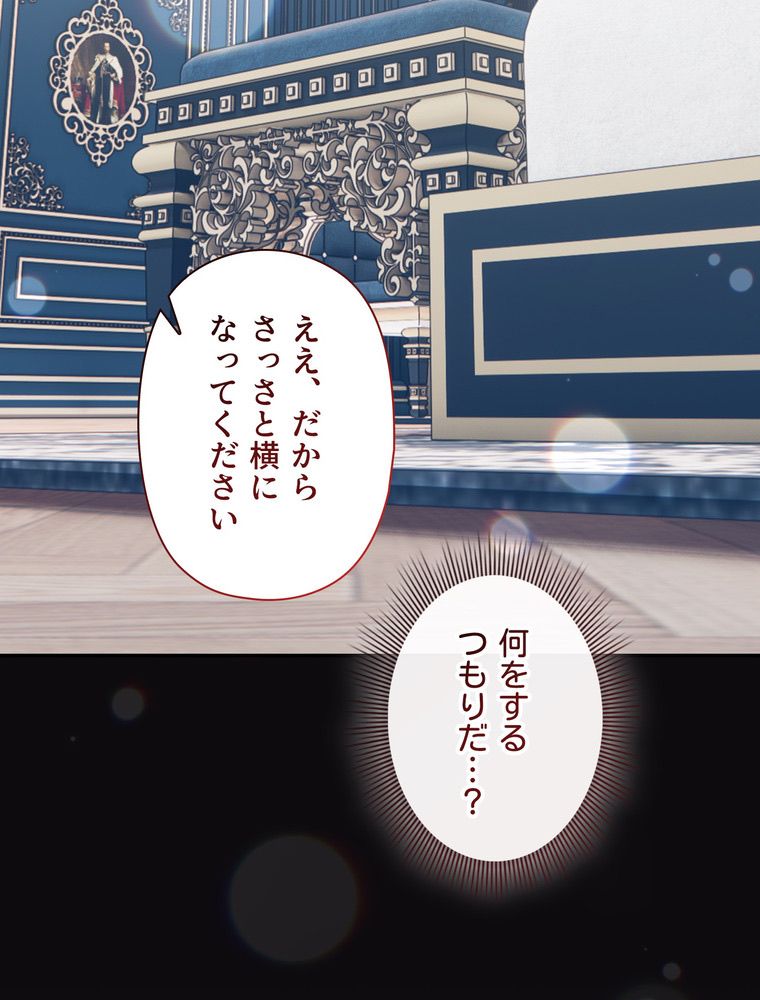 ええ、だから
さっさと横に
なってください
何をする
つもりだ…?